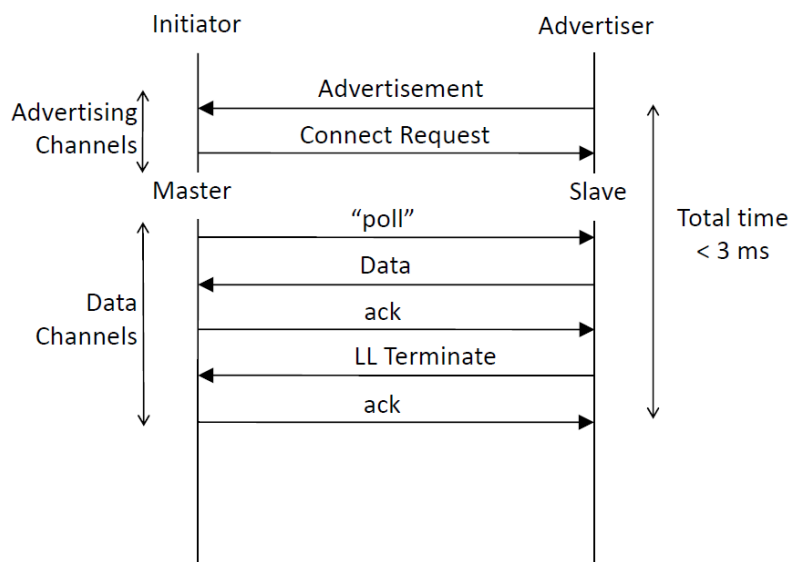 Initiator
Advertiser
Advertisement
Advertising
Channels
Connect Request
Master
Slave
“poll”
Total time
< 3 ms
Data
Data
Channels
ack
LL Terminate
ack